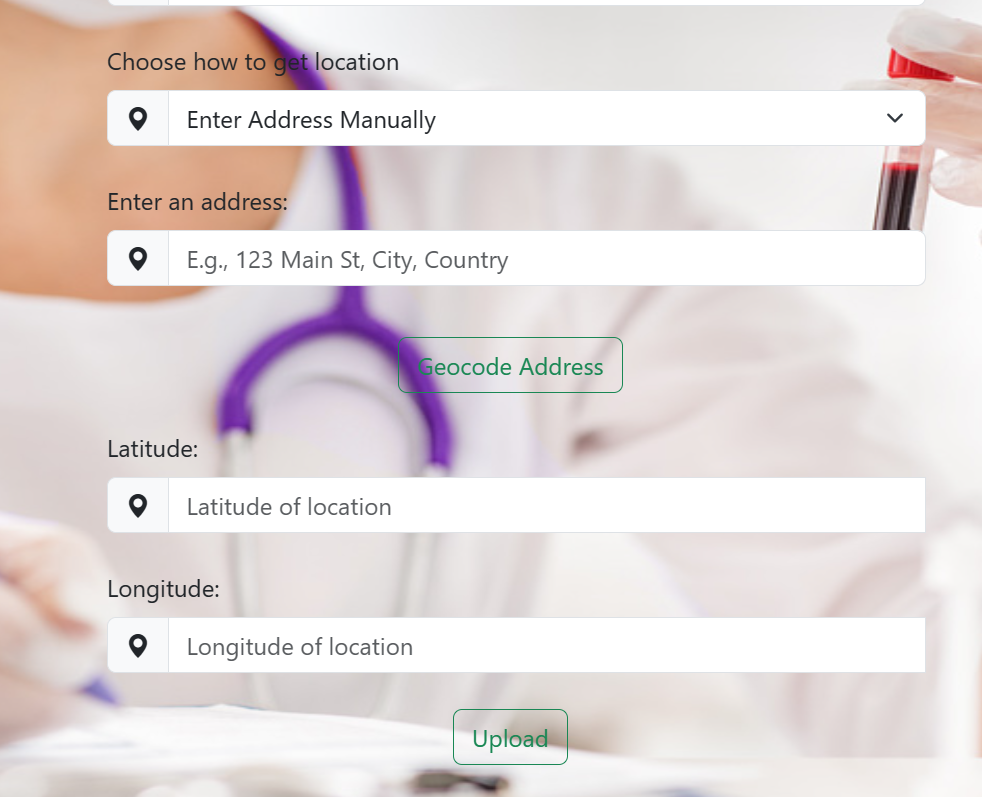 Choose how to get location
Enter Address Manually
Enter an address:
E.g., 123 Main St, City, Country
Geocode Address
Latitude:
Latitude of location
Longitude:
Longitude of location
Upload